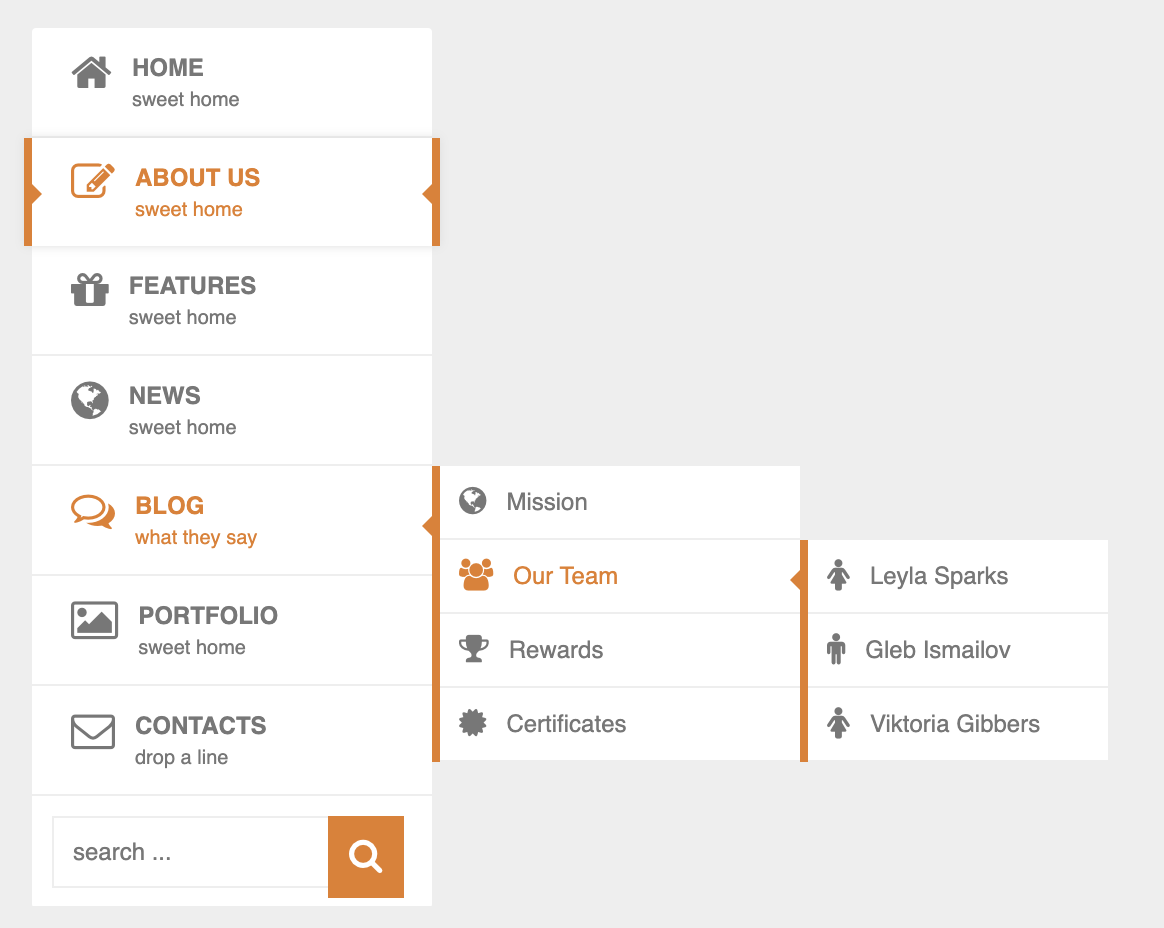 HOME
sweet home
ABOUT US
sweet home
FEATURES
sweet home
NEWS
sweet home
BLOG
what they say
Mission
Our Team
Rewards
Certificates
Leyla Sparks
Gleb Ismailov
Viktoria Gibbers
PORTFOLIO
sweet home
CONTACTS
drop a line
search ...